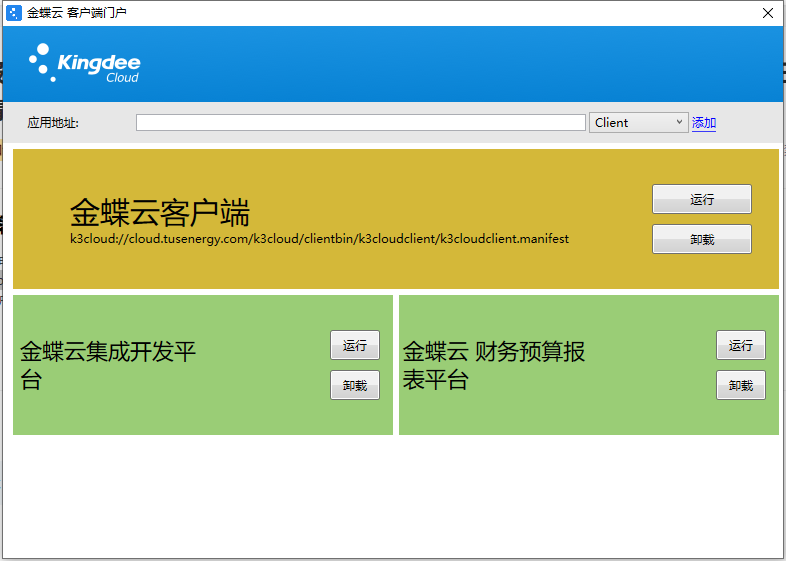 金蝶云 客户端门户
Kingdee
Cloud
应用地址:
Client
添加
金蝶云客户端
k3cloud://cloud.tusenergy.com/k3cloud/clientbin/k3cloudclient/k3cloudclient.manifest
运行
卸载
金蝶云集成开发平
台
运行
卸载
金蝶云 财务预算报
表平台
运行
卸载